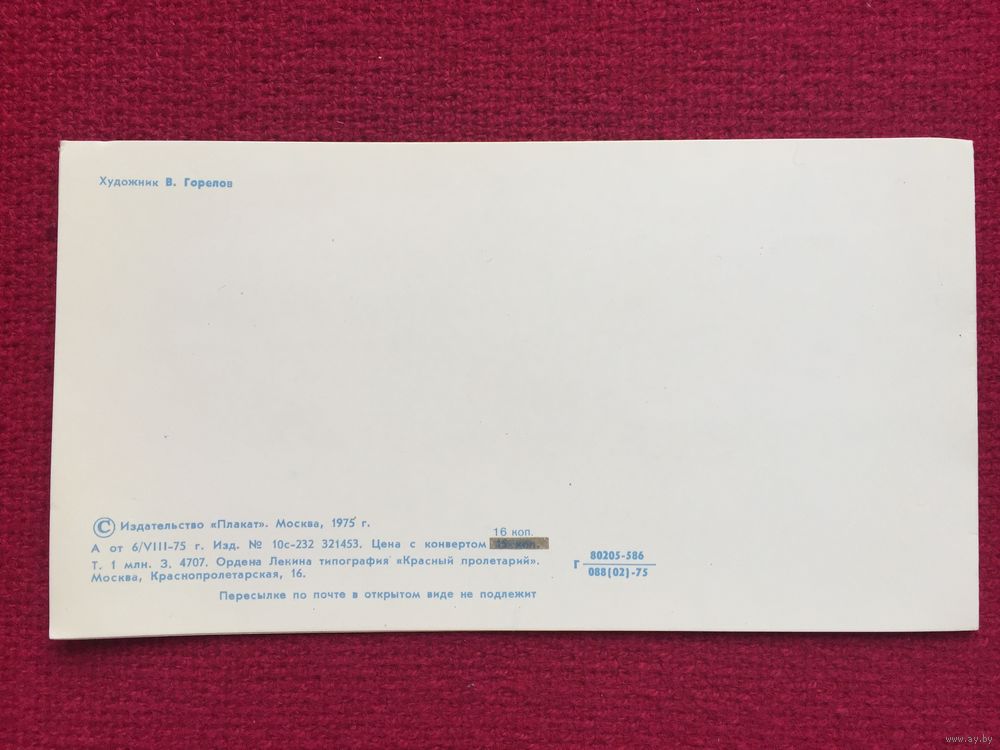 Художник В. Горелов
© Издательство «Плакат». Москва, 1975 г.
16 коп.
А от 6/VIII-75 г. Изд. № 10с-232 321453. Цена с конвертом 15 коп.
Т. 1 млн. З. 4707. Ордена Ленина типография «Красный пролетарий».
Москва, Краснопролетарская, 16.
Г 80205-586
088(02)-75
Пересылке по почте в открытом виде не подлежит
www.ay.by